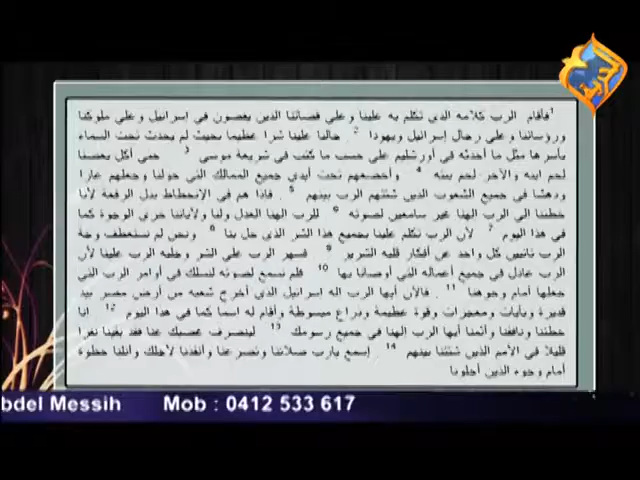 1 فأقام الرب كلامه الذي تكلم به علينا وعلى قضاتنا الذين يقضون في إسرائيل وعلى ملوكنا
ورؤسائنا وعلى رجال إسرائيل ويهوذا 2 جالبا علينا شرا عظيما بحيث لم يحدث تحت السماء
بأسرها مثل ما أحدثه في أورشليم على حسب ما كتب في شريعة موسى 3 حتى أكل بعضنا
لحم ابنه والآخر لحم بنته 4 وأخضعهم تحت أيدي جميع الممالك التي حولنا وجعلهم عارا
ودهشا في جميع الشعوب الذين شتتهم الرب بينهم 5 . فإذا هم في الإنحطاط بدل الرفعة لأنا
خطئنا إلى الرب الهنا غير سامعين لصوته 6 للرب الهنا العدل ولنا ولآبائنا خزي الوجوه كما
في هذا اليوم 7 لأن الرب تكلم علينا بجميع هذا الشر الذي حل بنا 8 ونحن لم نستعطف وجه
الرب تائبين كل واحد عن أفكار قلبه الشرير 9 فسهر الرب على الشر وجلبه الرب علينا لأن
الرب عادل في جميع أعماله التي أوصانا بها 10 فلم نسمع لصوته لنسلك في أوامر الرب التي
جعلها أمام وجوهنا 11 . فالآن أيها الرب اله إسرائيل الذي أخرج شعبه من أرض مصر بيد
قديرة وبآيات ومعجزات وقوة عظيمة وذراع مبسوطة وأقام له اسما كما في هذا اليوم 12 انا
خطئنا ونافقنا وأثمنا أيها الرب الهنا في جميع رسومك 13 لينصرف غضبك عنا فقد بقينا نفرا
قليلا في الأمم الذين شتتنا بينهم 14 . إسمع يارب صلاتنا وتضرعنا وأنقذنا لأجلك وأنلنا حظوة
أمام وجوه الذين أجلونا
bdel Messih Mob : 0412 533 617